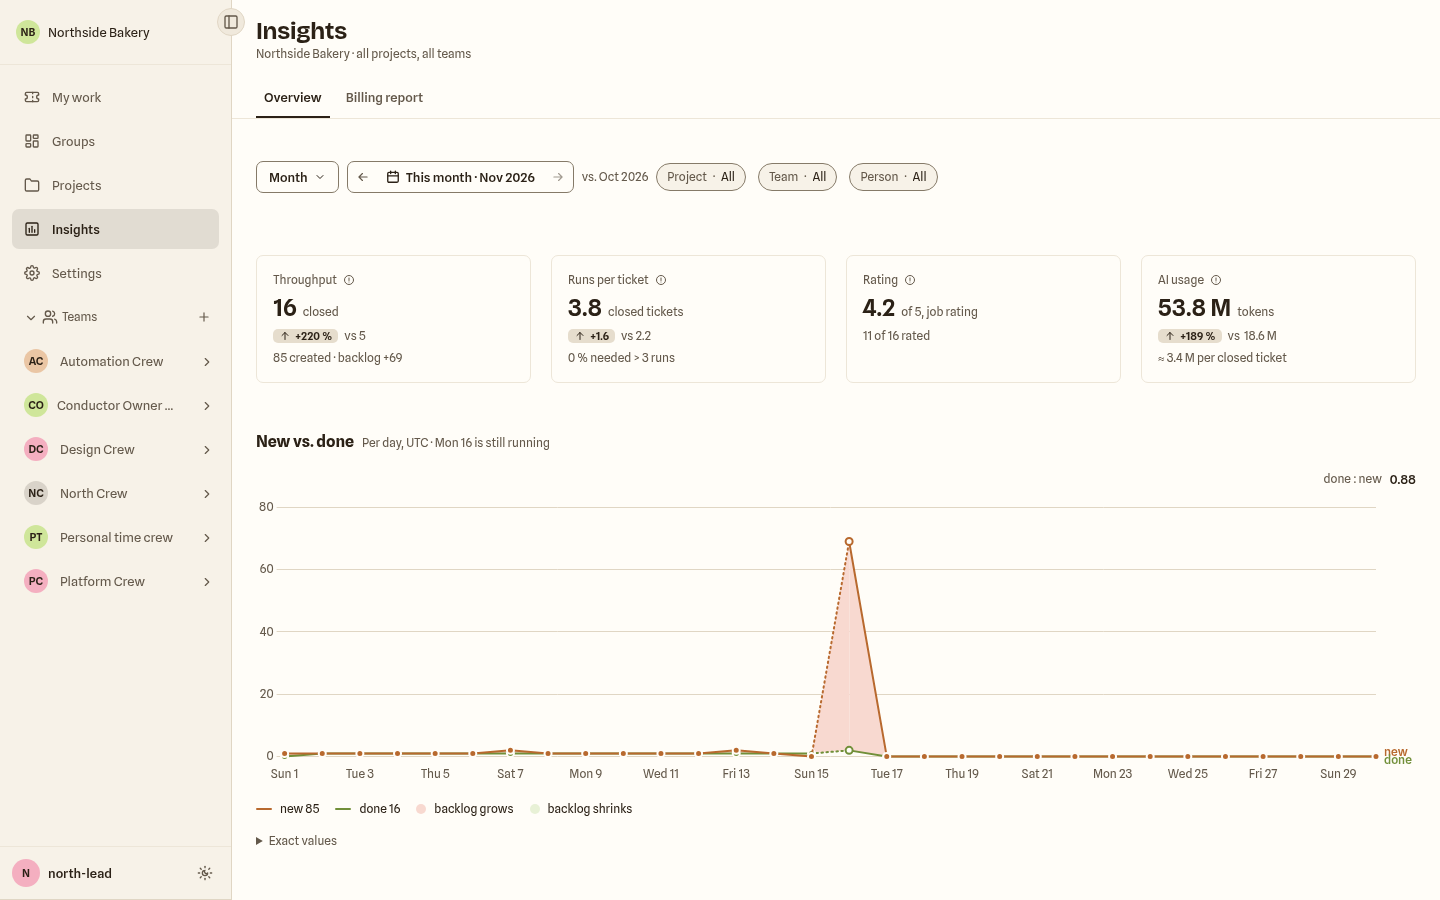 NB Northside Bakery
My work
Groups
Projects
Insights
Settings
Teams
AC Automation Crew
CO Conductor Owner ...
DC Design Crew
NC North Crew
PT Personal time crew
PC Platform Crew
N north-lead
Insights
Northside Bakery · all projects, all teams
Overview Billing report
Month This month · Nov 2026 vs. Oct 2026 Project · All Team · All Person · All
Throughput
16 closed
+220 % vs 5
85 created · backlog +69
Runs per ticket
3.8 closed tickets
+1.6 vs 2.2
0 % needed > 3 runs
Rating
4.2 of 5, job rating
11 of 16 rated
AI usage
53.8 M tokens
+189 % vs 18.6 M
≈ 3.4 M per closed ticket
New vs. done Per day, UTC · Mon 16 is still running
done : new 0.88
80
60
40
20
0
new
done
Sun 1 Tue 3 Thu 5 Sat 7 Mon 9 Wed 11 Fri 13 Sun 15 Tue 17 Thu 19 Sat 21 Mon 23 Wed 25 Fri 27 Sun 29
new 85 done 16 backlog grows backlog shrinks
Exact values